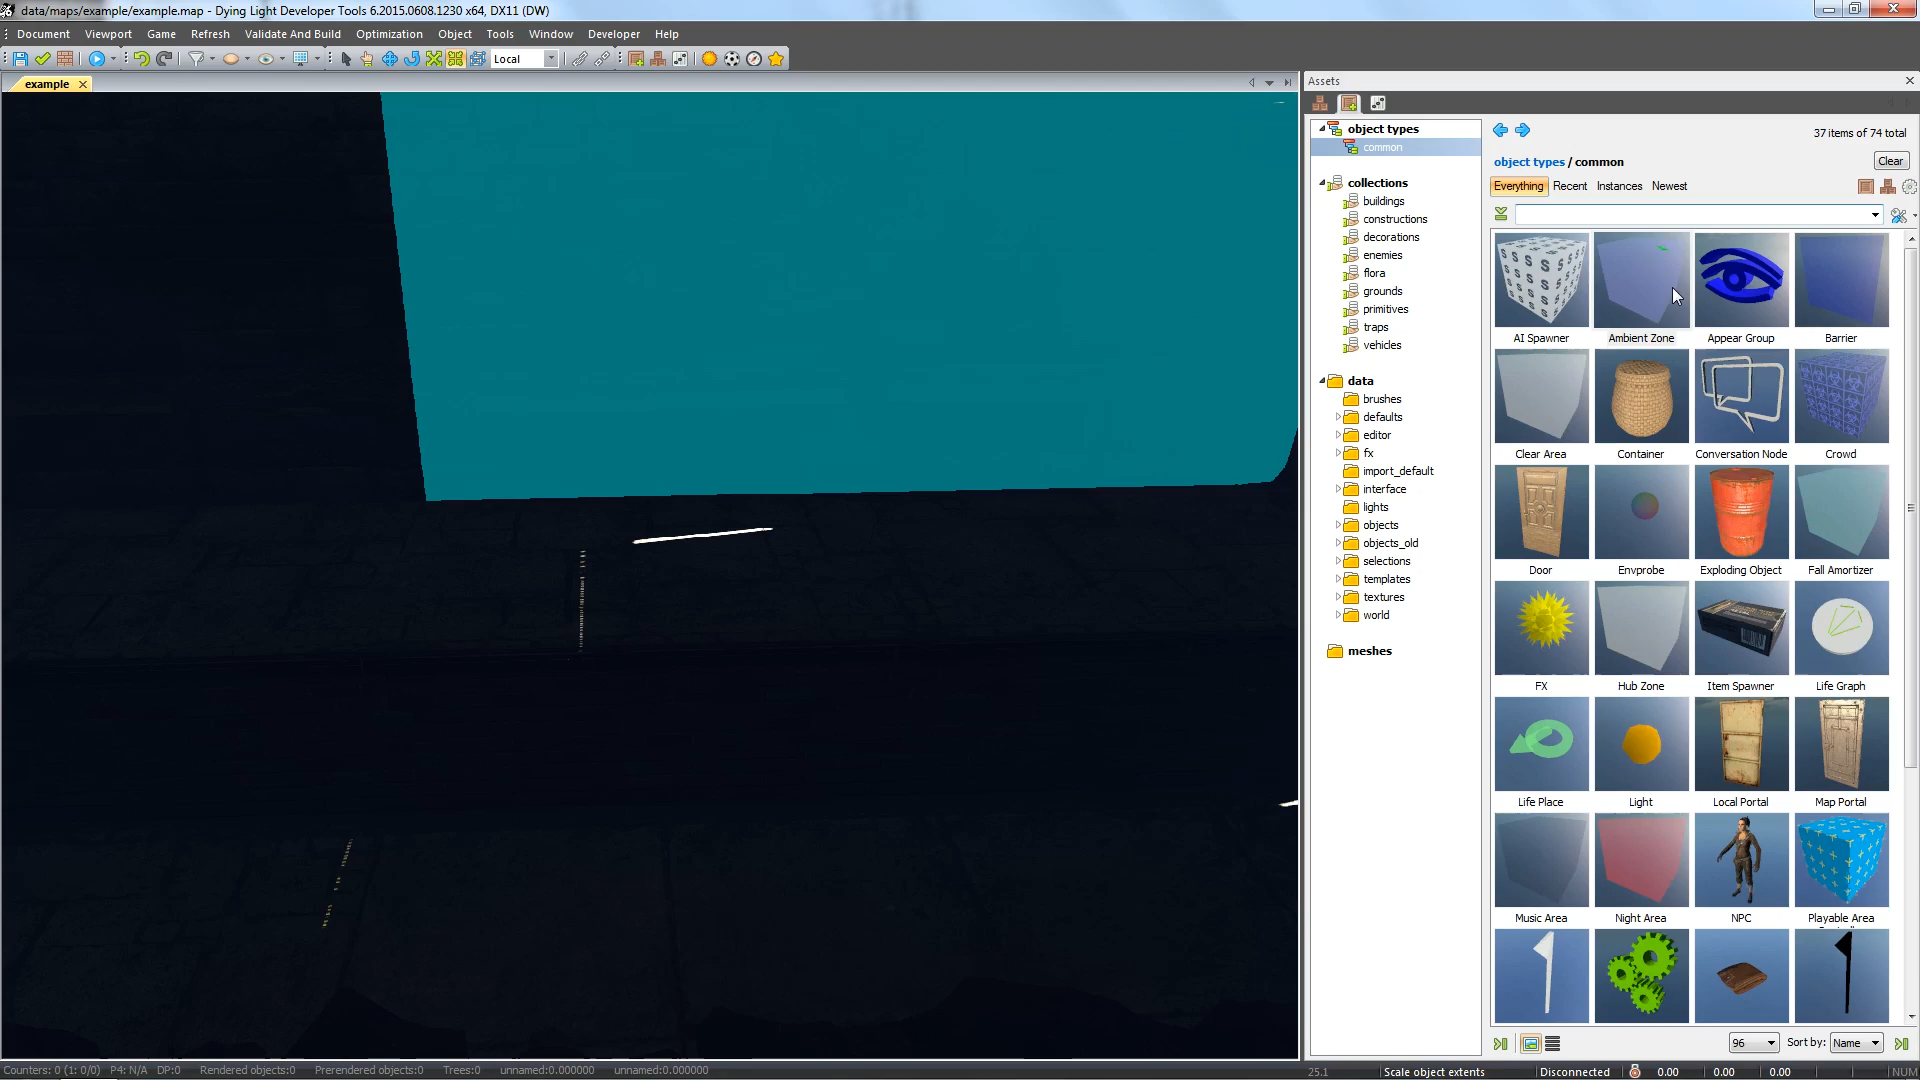 data/maps/example/example.map - Dying Light Developer Tools 6.2015.0608.1230 x64, DX11 (DW)
Document Viewport Game Refresh Validate And Build Optimization Object Tools Window Developer Help
Local
example
Assets
object types
common
collections
buildings
constructions
decorations
enemies
flora
grounds
primitives
traps
vehicles
data
brushes
defaults
editor
fx
import_default
interface
lights
objects
objects_old
selections
templates
textures
world
meshes
37 items of 74 total
object types / common
Clear
Everything Recent Instances Newest
AI Spawner Ambient Zone Appear Group Barrier
Clear Area Container Conversation Node Crowd
Door Envprobe Exploding Object Fall Amortizer
FX Hub Zone Item Spawner Life Graph
Life Place Light Local Portal Map Portal
Music Area Night Area NPC Playable Area
96 Sort by: Name
Counters: 0 (1: 0/0) P4: N/A DP:0 Rendered objects:0 Prerendered objects:0 Trees:0 unnamed:0.000000 unnamed:0.000000
25.1 Scale object extents Disconnected 0.00 0.00 0.00 NUM